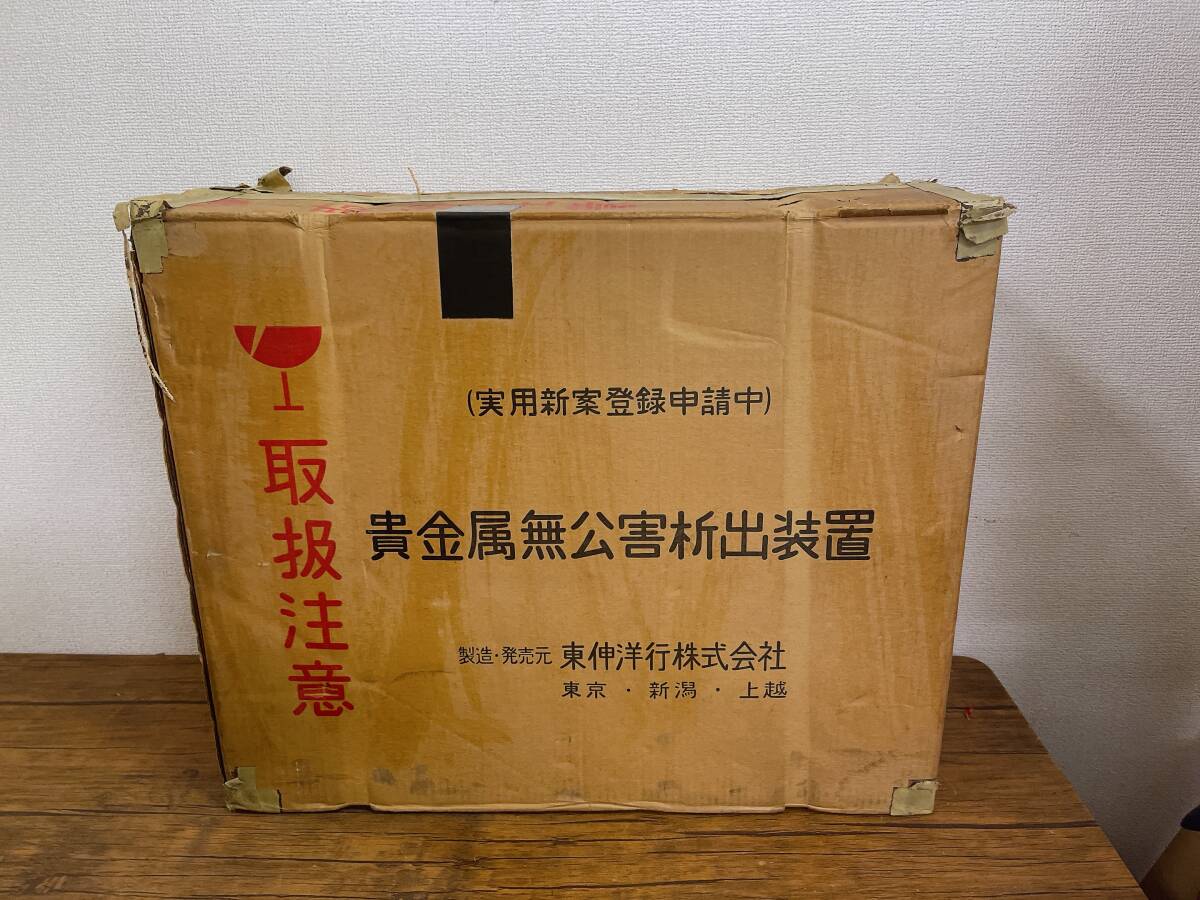 取扱注意
(実用新案登録申請中)
貴金属無公害析出装置
製造・発売元 東伸洋行株式会社
東京・新潟・上越